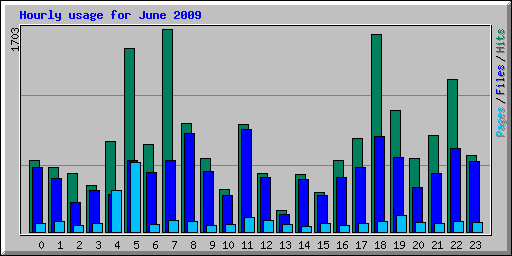 Hourly usage for June 2009
1703
Pages/Files/Hits
0 1 2 3 4 5 6 7 8 9 10 11 12 13 14 15 16 17 18 19 20 21 22 23